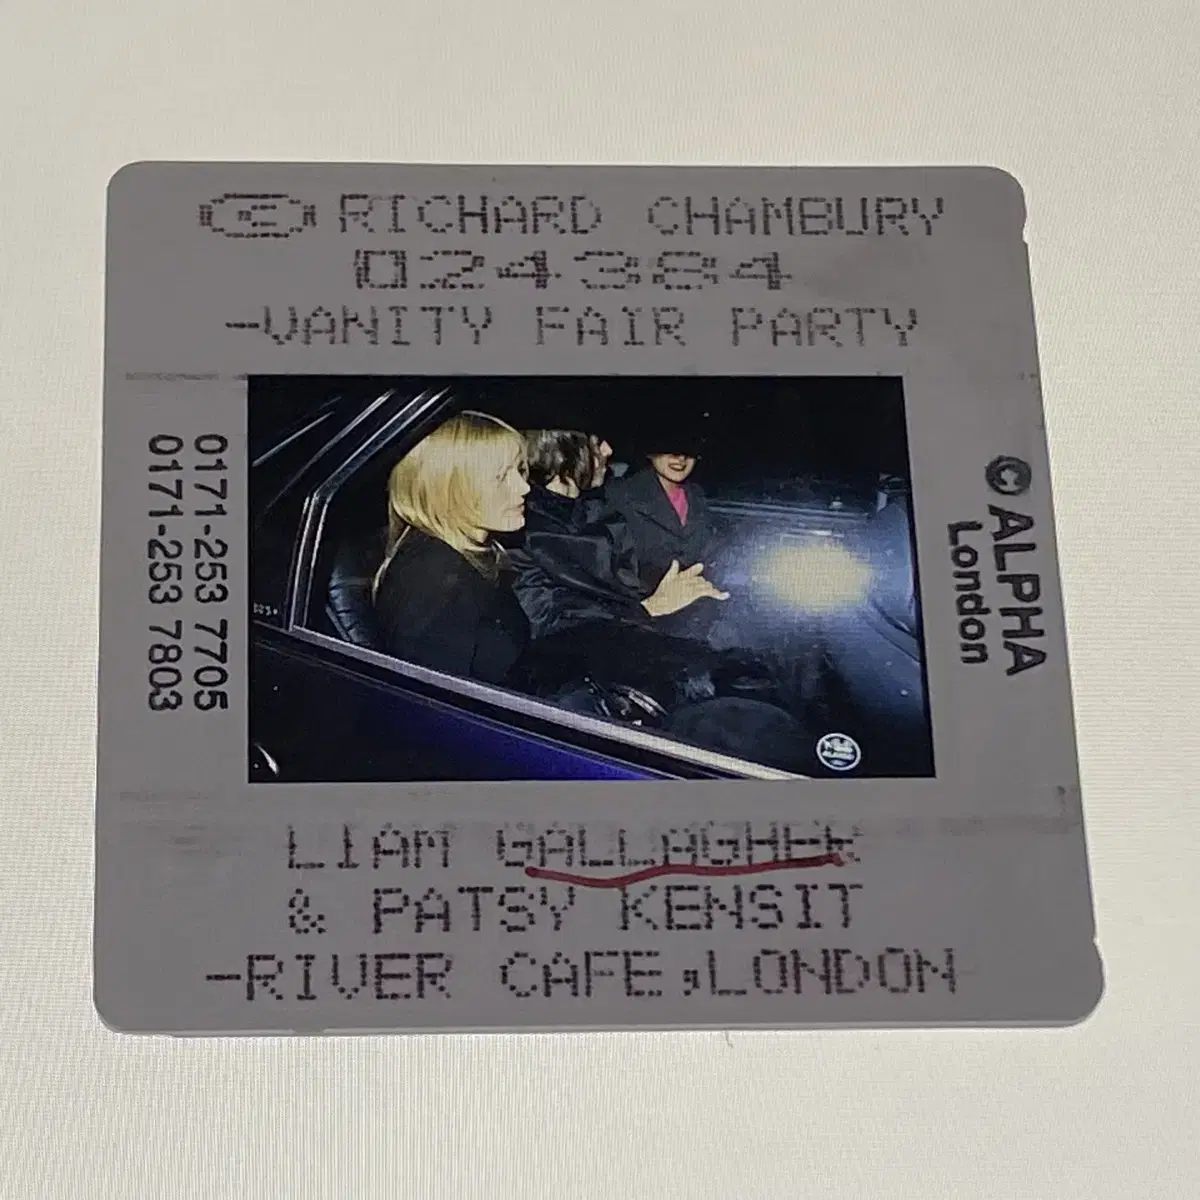 © RICHARD CHAMBURY
024384
-VANITY FAIR PARTY
0171-253 7705
0171-253 7803
© ALPHA
London
LIAM GALLAGHER
& PATSY KENSIT
-RIVER CAFE,LONDON